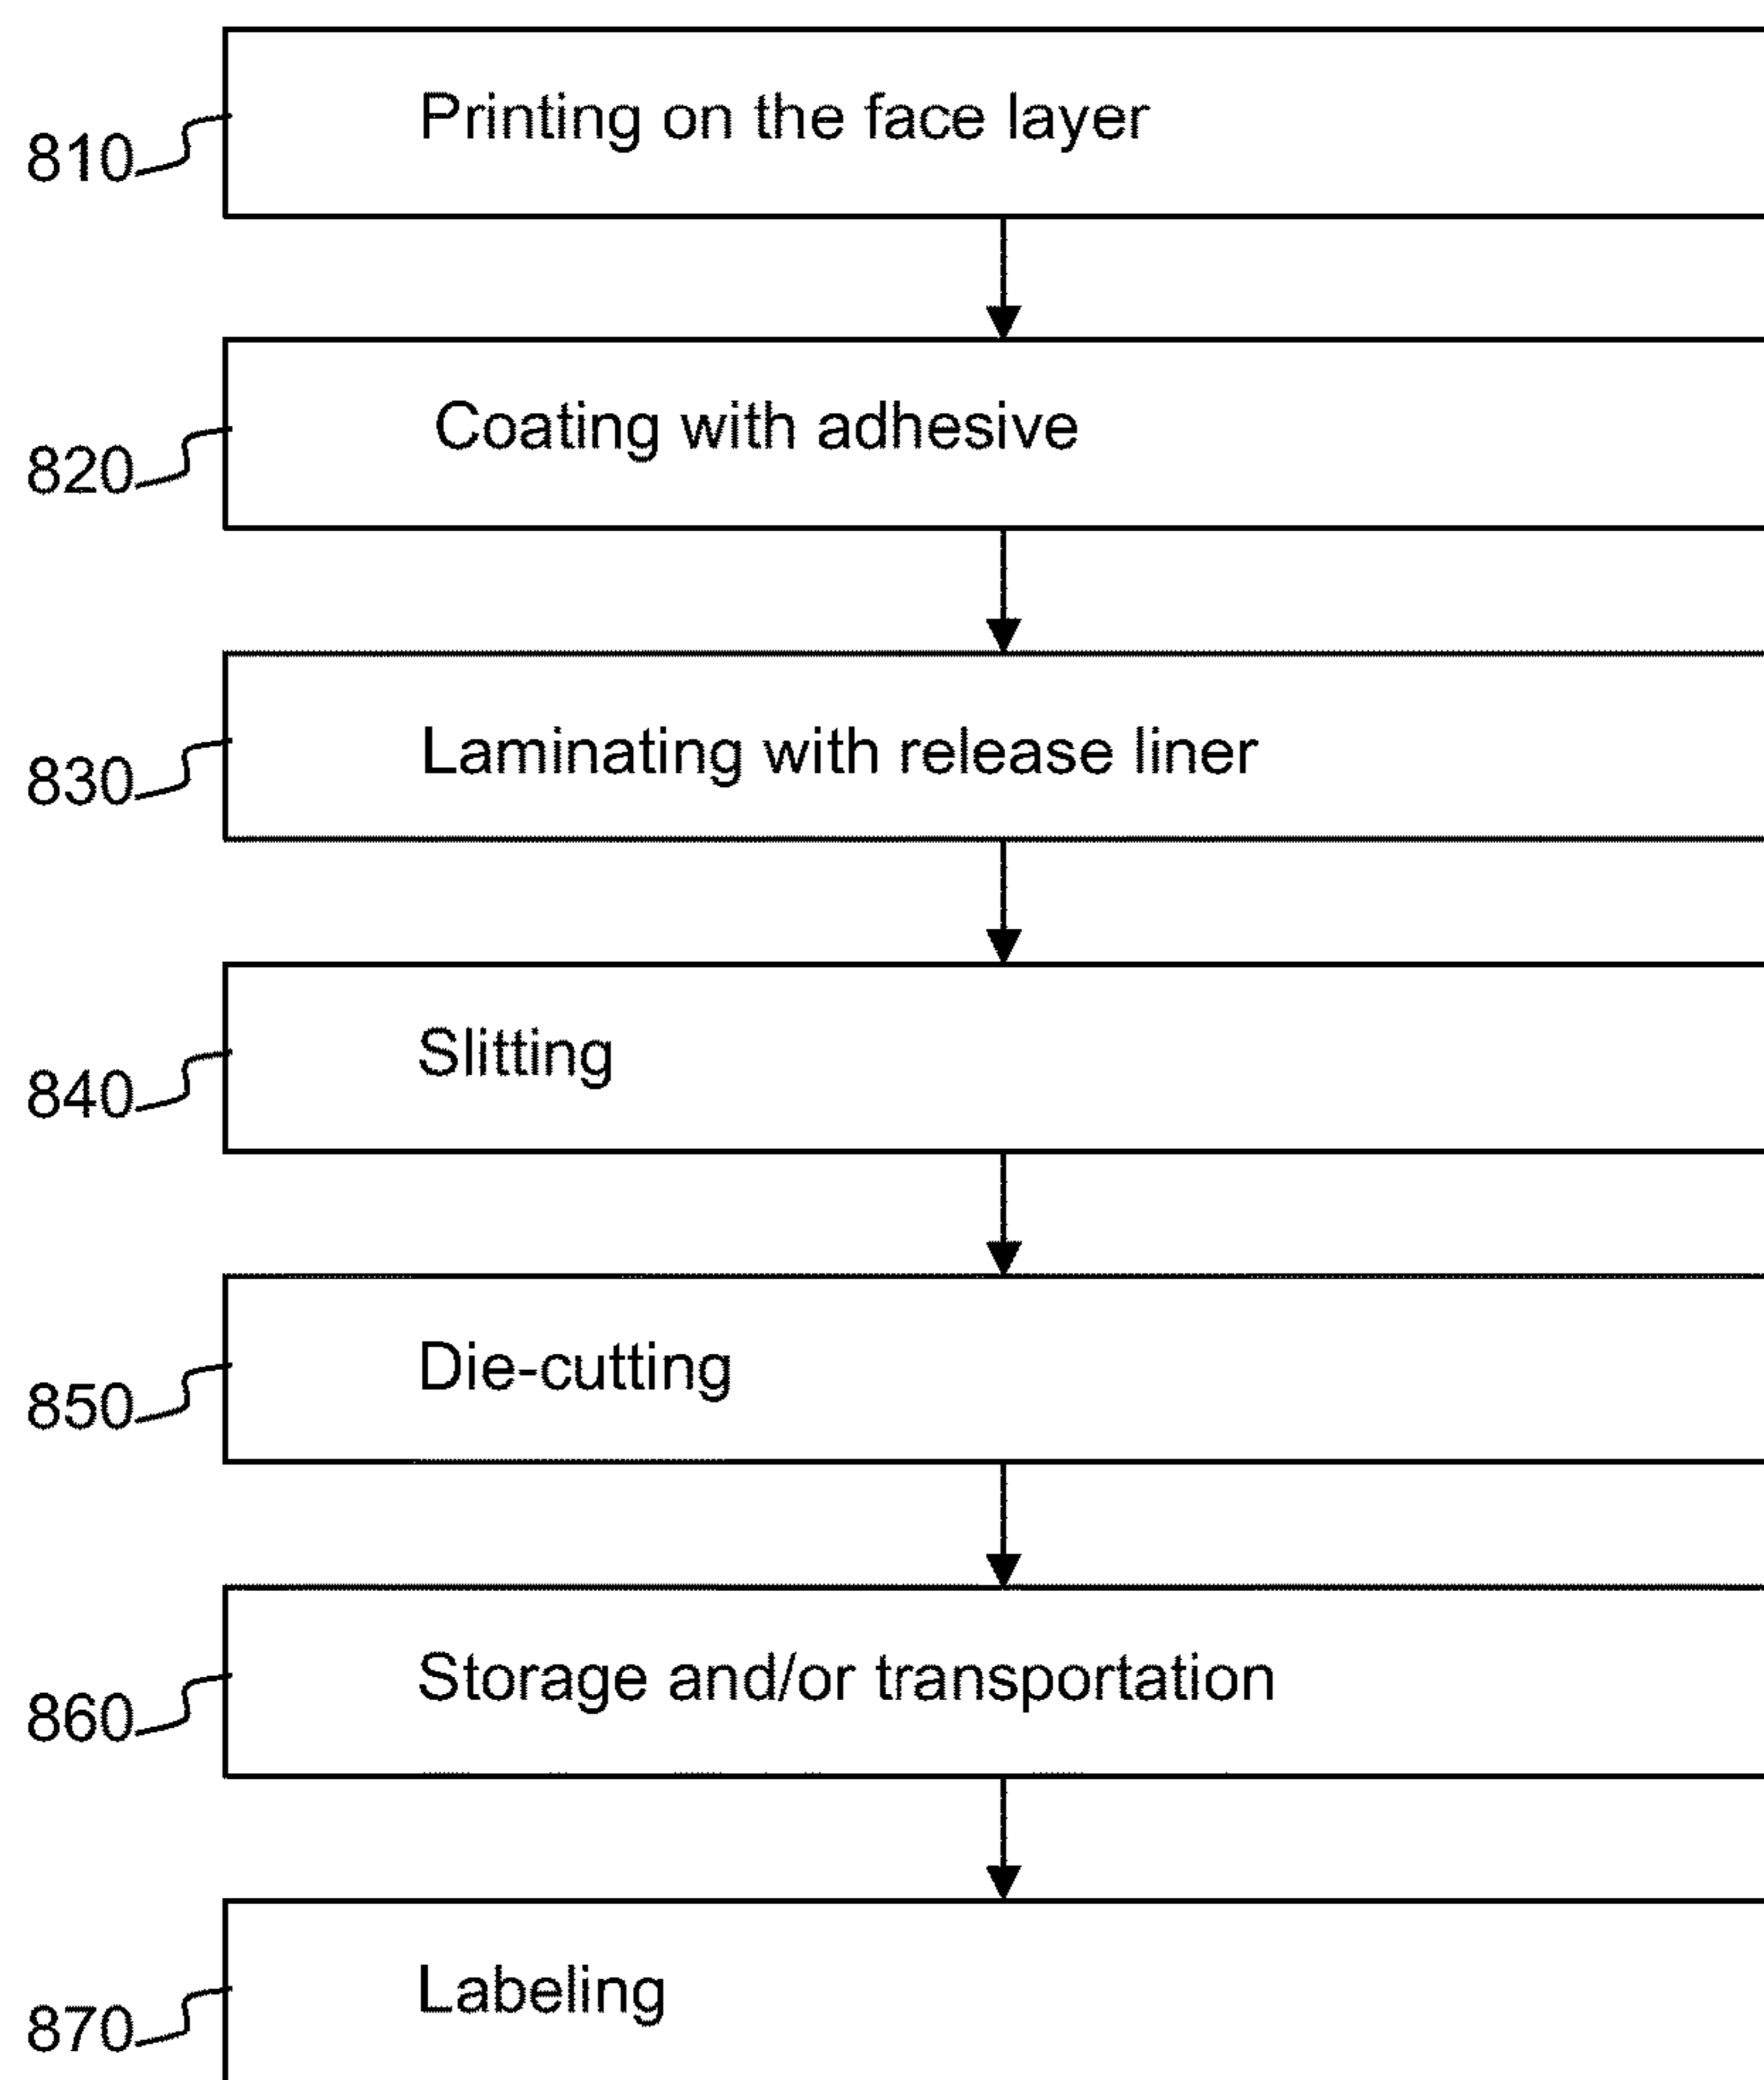 810 Printing on the face layer
820 Coating with adhesive
830 Laminating with release liner
840 Slitting
850 Die-cutting
860 Storage and/or transportation
870 Labeling